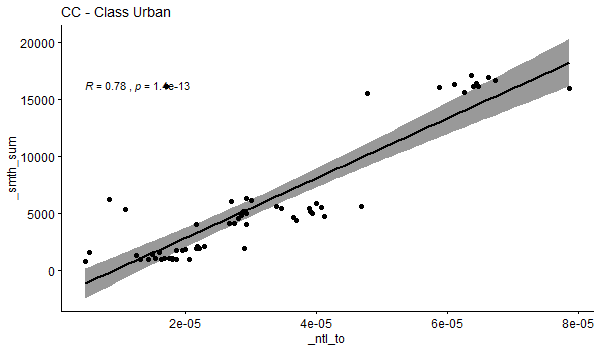 CC - Class Urban
20000
15000
10000
5000
0
R = 0.78 , p = 1.4e-13
_smth_sum
2e-05 4e-05 6e-05 8e-05
_ntl_to